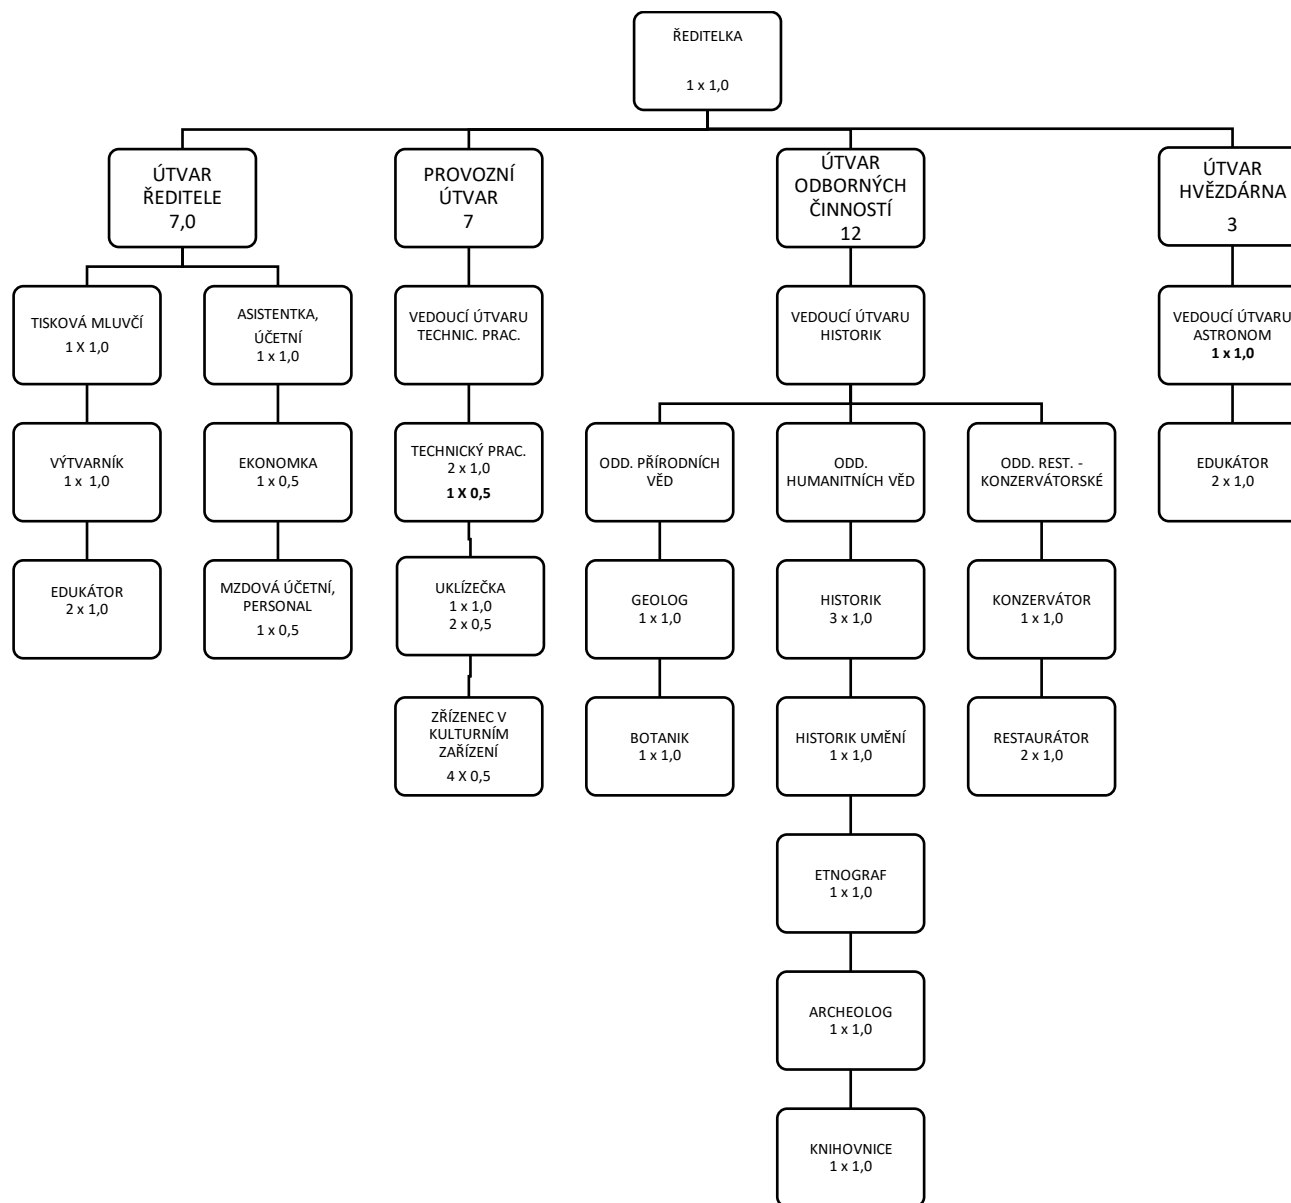 ŘEDITELKA
1 x 1,0
ÚTVAR
ŘEDITELE
7,0
PROVOZNÍ
ÚTVAR
7
ÚTVAR
ODBORNÝCH
ČINNOSTÍ
12
ÚTVAR
HVĚZDÁRNA
3
TISKOVÁ MLUVČÍ
1 X 1,0
ASISTENTKA,
ÚČETNÍ
1 x 1,0
VEDOUCÍ ÚTVARU
TECHNIC. PRAC.
VEDOUCÍ ÚTVARU
HISTORIK
VEDOUCÍ ÚTVARU
ASTRONOM
1 x 1,0
VÝTVARNÍK
1 x 1,0
EKONOMKA
1 x 0,5
TECHNICKÝ PRAC.
2 x 1,0
1 X 0,5
ODD. PŘÍRODNÍCH
VĚD
ODD.
HUMANITNÍCH VĚD
ODD. REST. -
KONZERVÁTORSKÉ
EDUKÁTOR
2 x 1,0
EDUKÁTOR
2 x 1,0
MZDOVÁ ÚČETNÍ,
PERSONAL
1 x 0,5
UKLÍZEČKA
1 x 1,0
2 x 0,5
GEOLOG
1 x 1,0
HISTORIK
3 x 1,0
KONZERVÁTOR
1 x 1,0
ZŘÍZENEC V
KULTURNÍM
ZAŘÍZENÍ
4 X 0,5
BOTANIK
1 x 1,0
HISTORIK UMĚNÍ
1 x 1,0
RESTAURÁTOR
2 x 1,0
ETNOGRAF
1 x 1,0
ARCHEOLOG
1 x 1,0
KNIHOVNICE
1 x 1,0